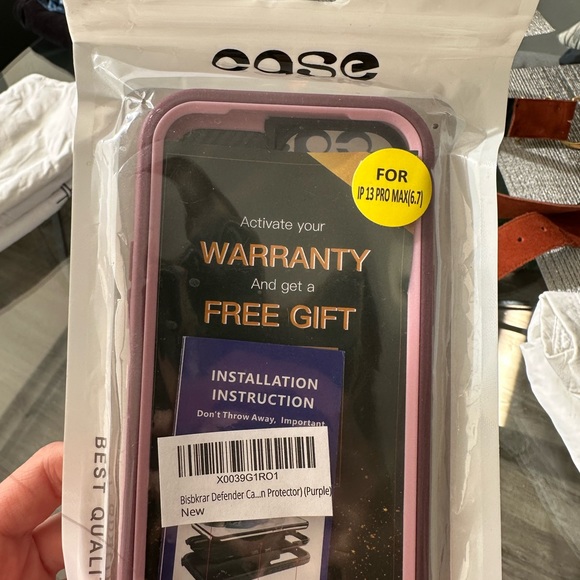 case
FOR
IP 13 PRO MAX(6.7)
Activate your
WARRANTY
And get a
FREE GIFT
INSTALLATION
INSTRUCTION
Don't Throw Away, Important
X0039G1RO1
Bisbkrar Defender Ca...n Protector) (Purple)
New
BEST QUALI